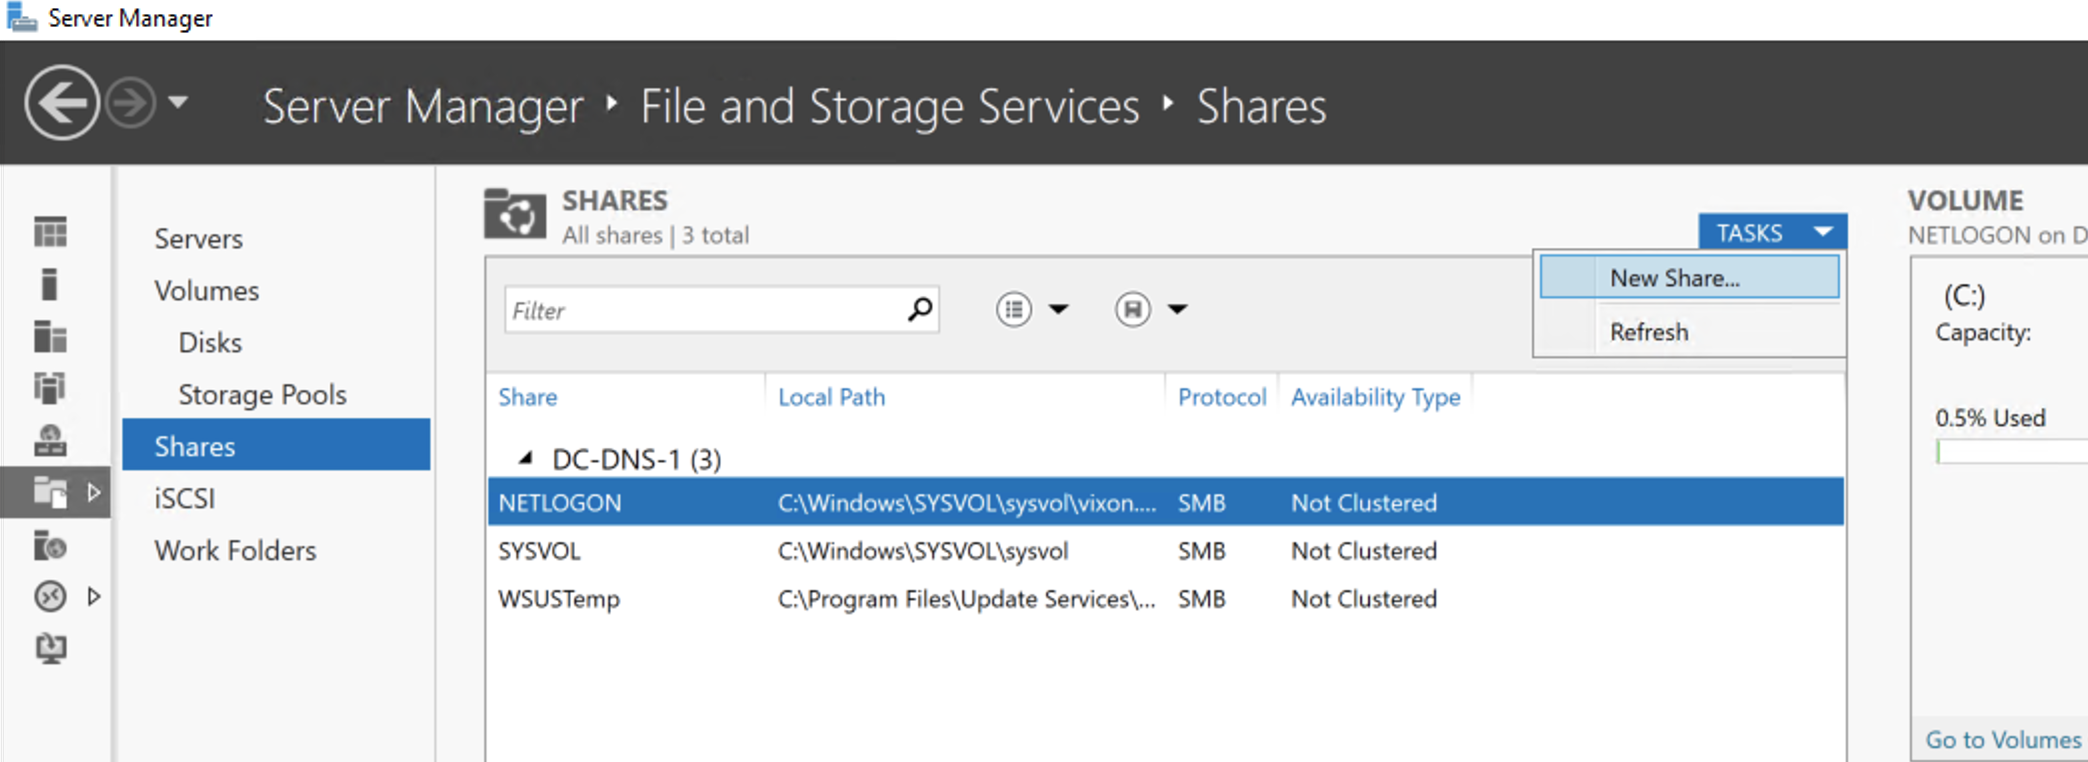 Server Manager
Server Manager ‣ File and Storage Services ‣ Shares
Servers
Volumes
Disks
Storage Pools
Shares
iSCSI
Work Folders
SHARES
All shares | 3 total
TASKS
New Share...
Refresh
Filter
Share Local Path Protocol Availability Type
DC-DNS-1 (3)
NETLOGON C:\Windows\SYSVOL\sysvol\vixon.... SMB Not Clustered
SYSVOL C:\Windows\SYSVOL\sysvol SMB Not Clustered
WSUSTemp C:\Program Files\Update Services\... SMB Not Clustered
VOLUME
NETLOGON on D
(C:)
Capacity:
0.5% Used
Go to Volumes